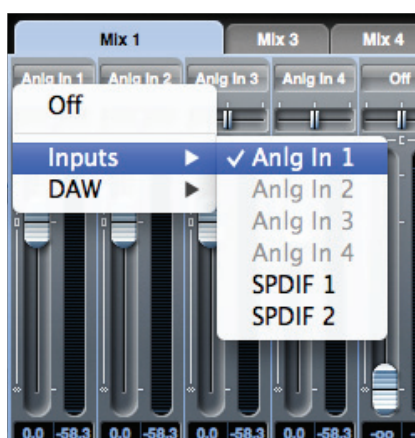 Mix 1 Mix 3 Mix 4
Anlg In 1 Anlg In 2 Anlg In 3 Anlg In 4 Off
Off
Inputs ▶ ✓ Anlg In 1
DAW ▶ Anlg In 2
Anlg In 3
Anlg In 4
SPDIF 1
SPDIF 2
0.0 -58.3 0.0 -58.3 0.0 -58.3 0.0 -58.3 -oo